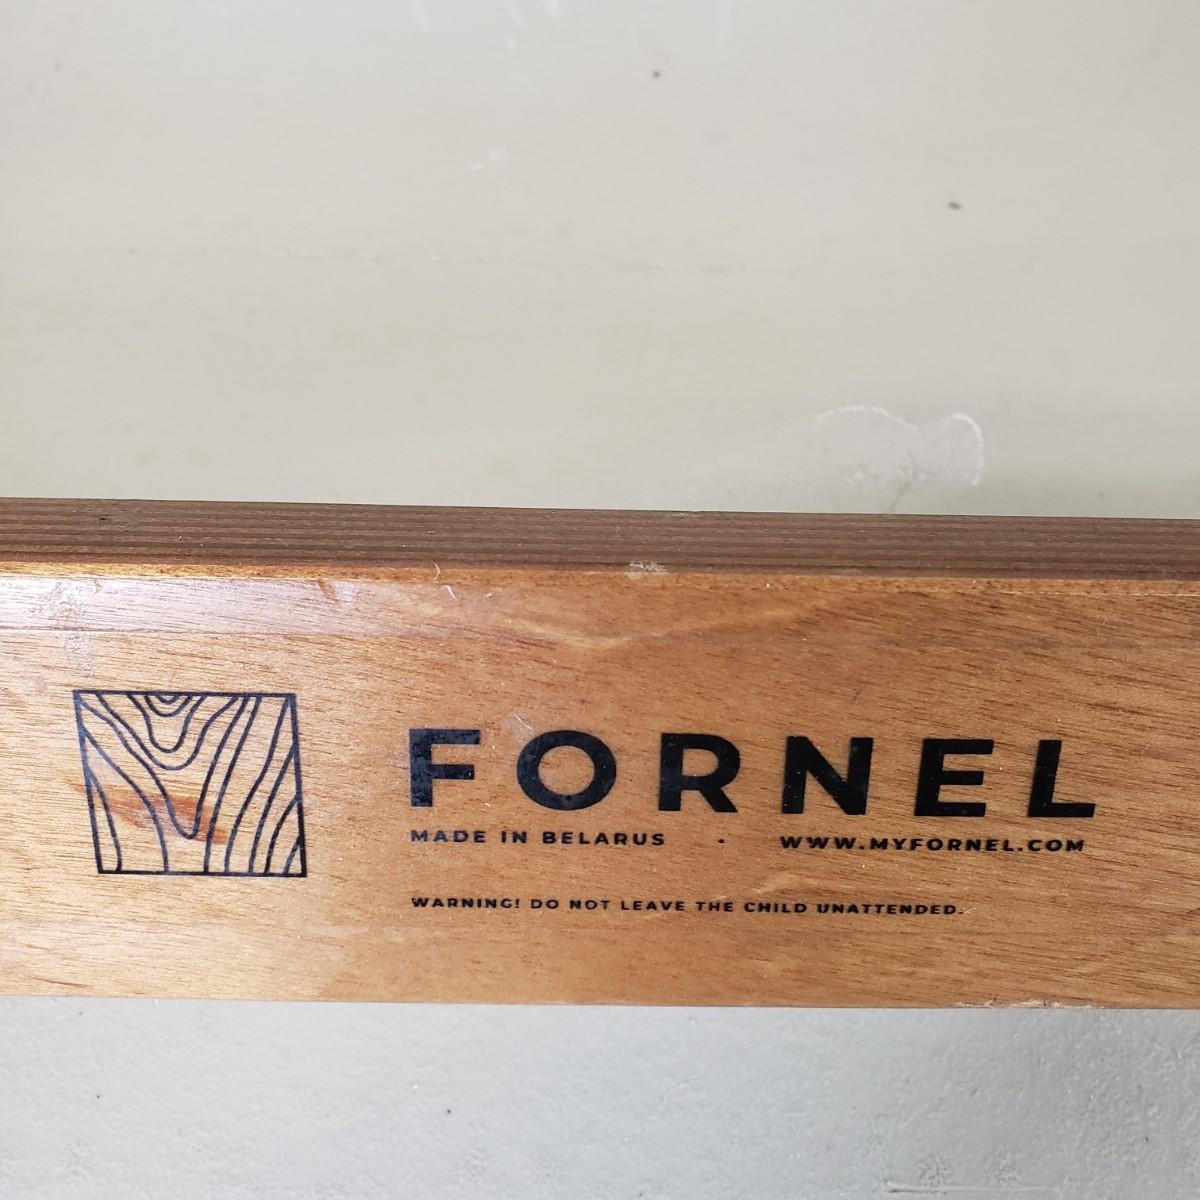 FORNEL
MADE IN BELARUS · WWW.MYFORNEL.COM
WARNING! DO NOT LEAVE THE CHILD UNATTENDED.